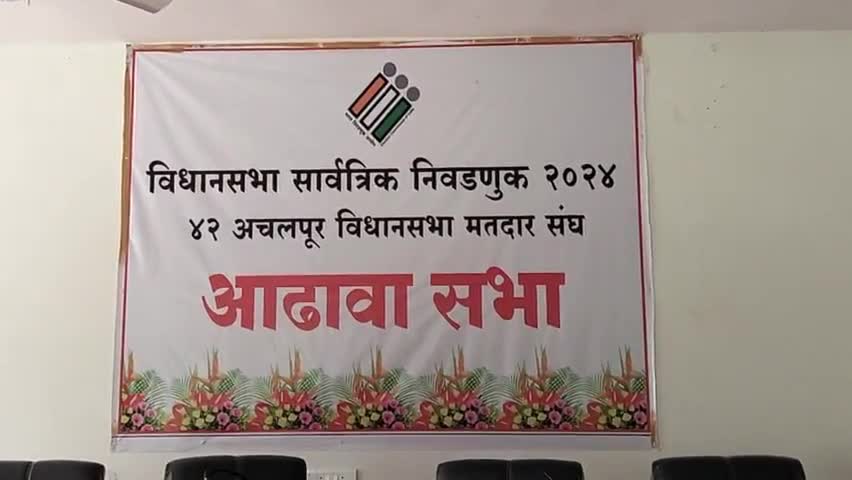 विधानसभा सार्वत्रिक निवडणुक २०२४
४२ अचलपूर विधानसभा मतदार संघ
आढावा सभा